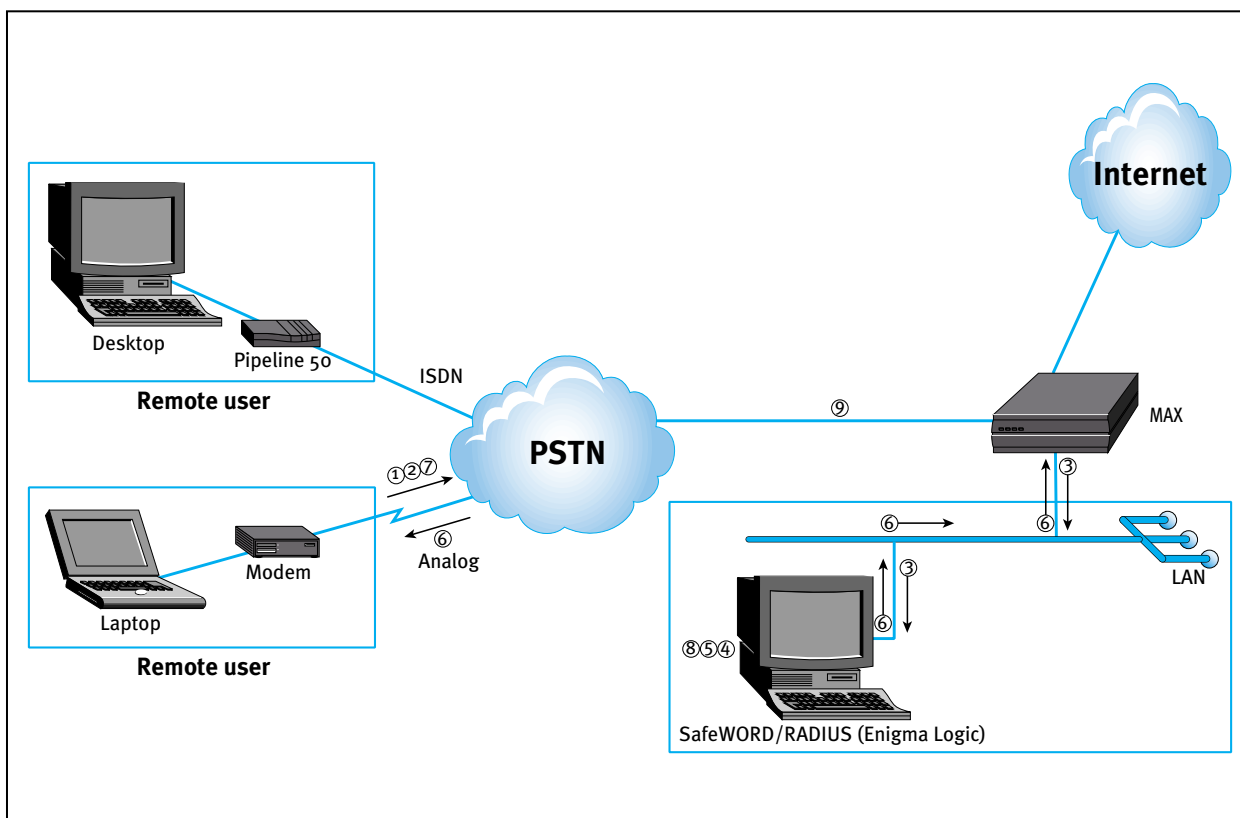 Internet
Desktop
Pipeline 50
ISDN
Remote user
⑨
MAX
PSTN
①②⑦
⑥
Analog
Modem
Laptop
Remote user
⑥
③
⑥
LAN
③
⑥
⑧⑤④
SafeWORD/RADIUS (Enigma Logic)